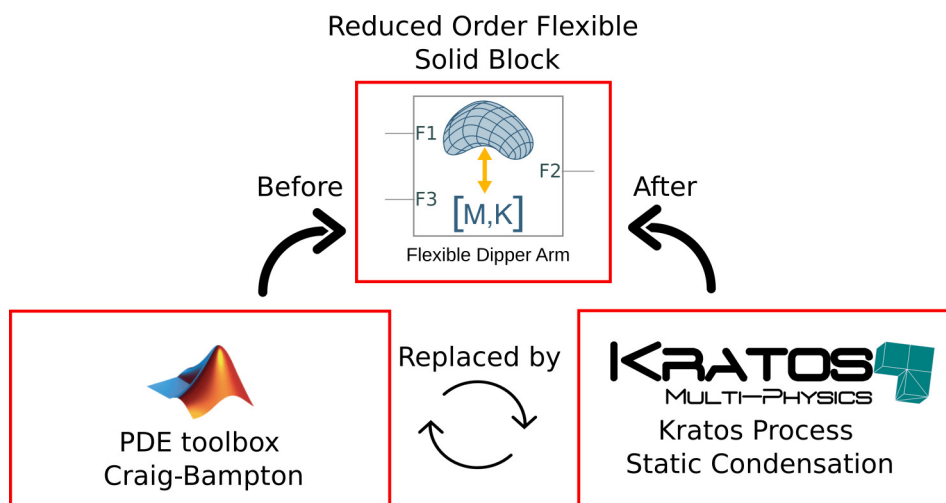 Reduced Order Flexible
Solid Block
F1
F2
F3
[M,K]
Flexible Dipper Arm
Before
After
Replaced by
PDE toolbox
Craig-Bampton
KRATOS
MULTI-PHYSICS
Kratos Process
Static Condensation